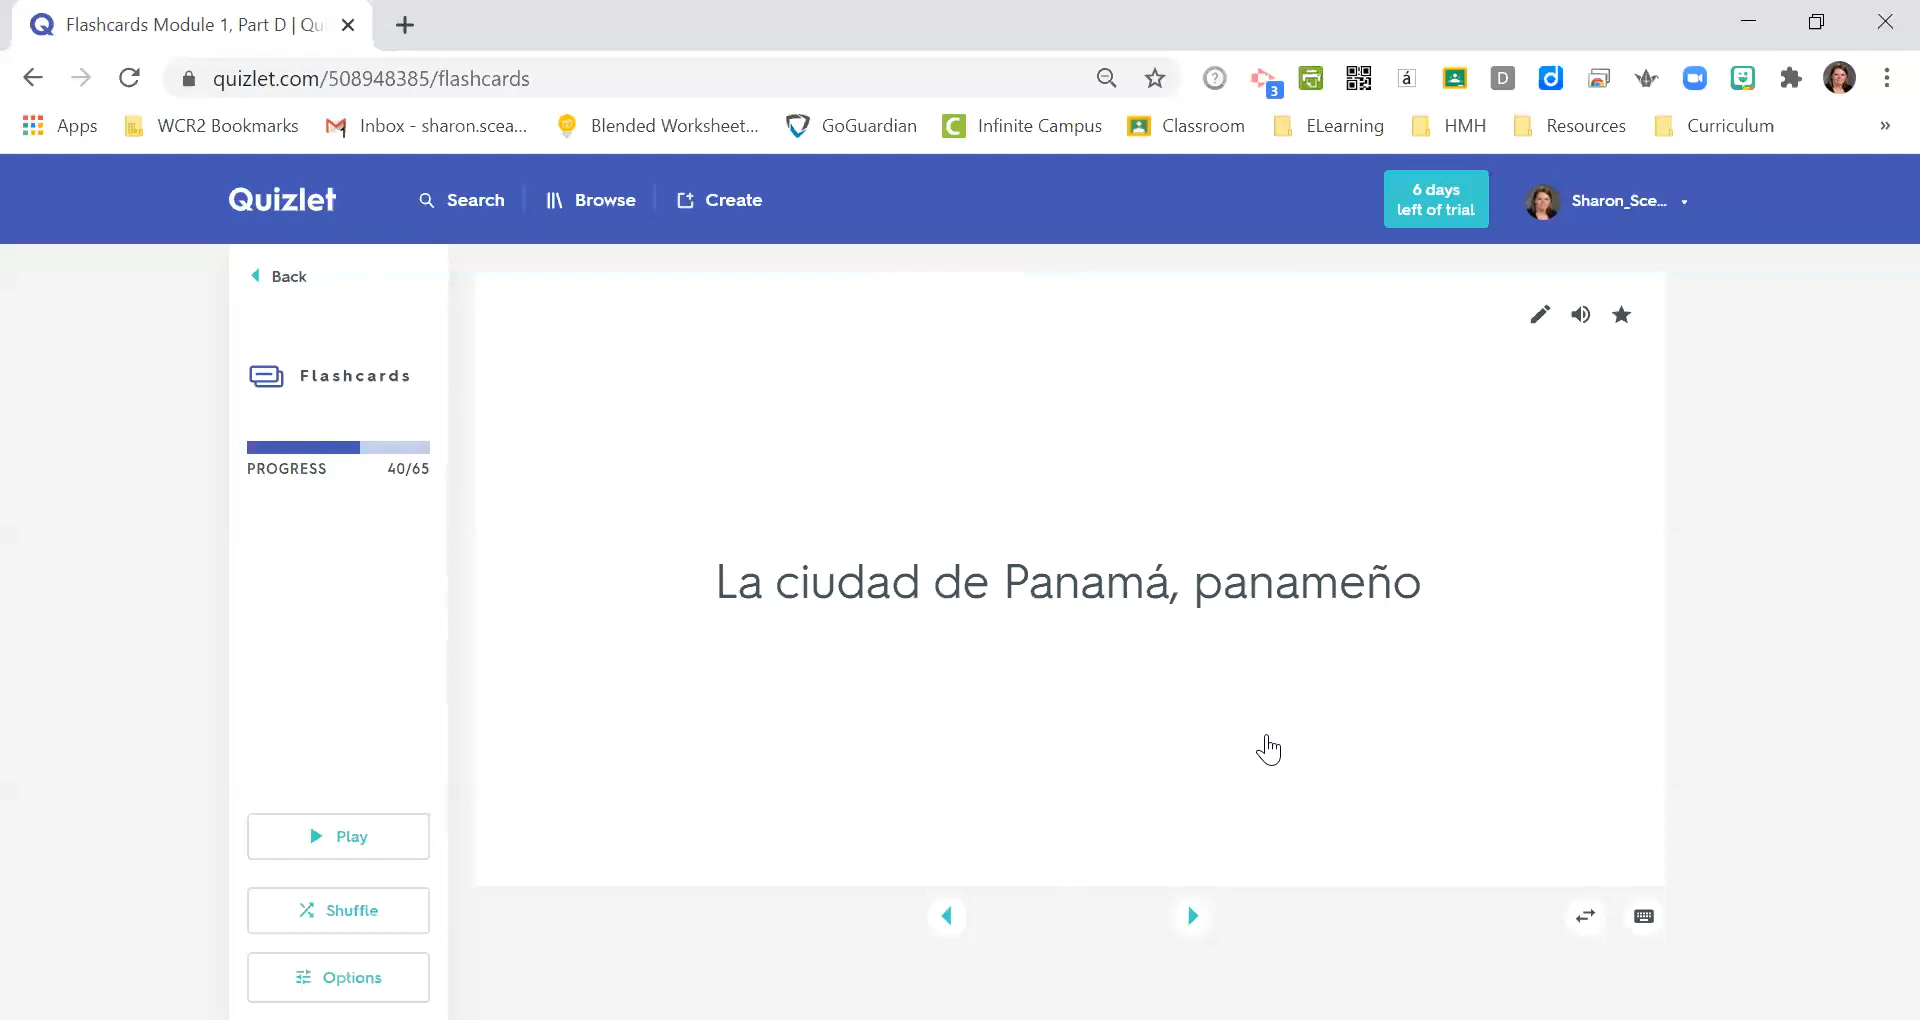 Flashcards Module 1, Part D | Qu
quizlet.com/508948385/flashcards
3
á
D
Apps
WCR2 Bookmarks
Inbox - sharon.scea...
Blended Worksheet...
GoGuardian
Infinite Campus
Classroom
ELearning
HMH
Resources
Curriculum
»
Quizlet
Search
Browse
Create
6 days
left of trial
Sharon_Sce...
Back
Flashcards
PROGRESS 40/65
La ciudad de Panamá, panameño
Play
Shuffle
Options